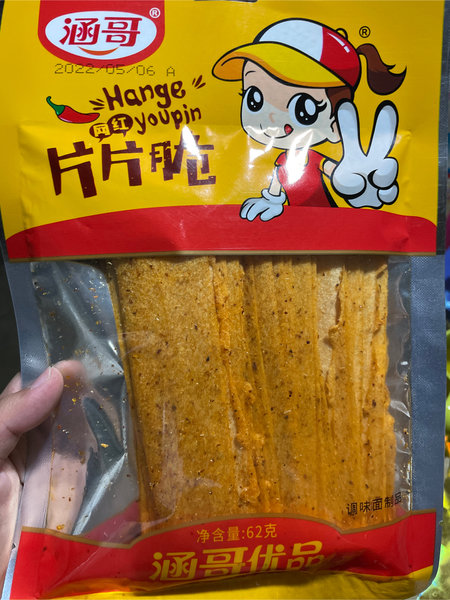 涵哥®
®
2022/05/06 A
Hange
网红 youpin
片片脆
调味面制品
净含量:62克
涵哥优品